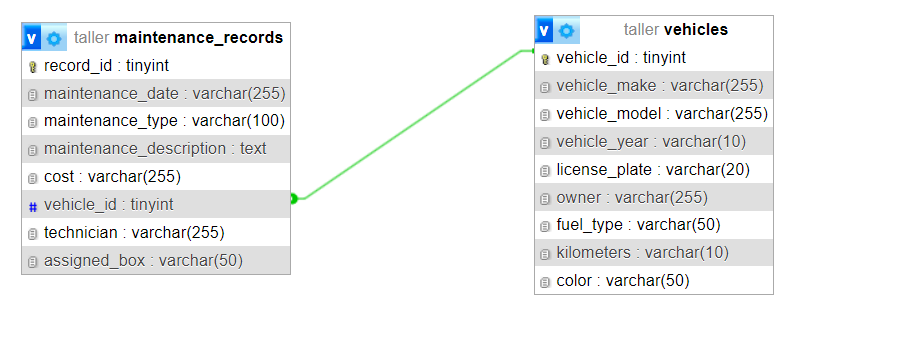 v taller maintenance_records
record_id : tinyint
maintenance_date : varchar(255)
maintenance_type : varchar(100)
maintenance_description : text
cost : varchar(255)
# vehicle_id : tinyint
technician : varchar(255)
assigned_box : varchar(50)
v taller vehicles
vehicle_id : tinyint
vehicle_make : varchar(255)
vehicle_model : varchar(255)
vehicle_year : varchar(10)
license_plate : varchar(20)
owner : varchar(255)
fuel_type : varchar(50)
kilometers : varchar(10)
color : varchar(50)